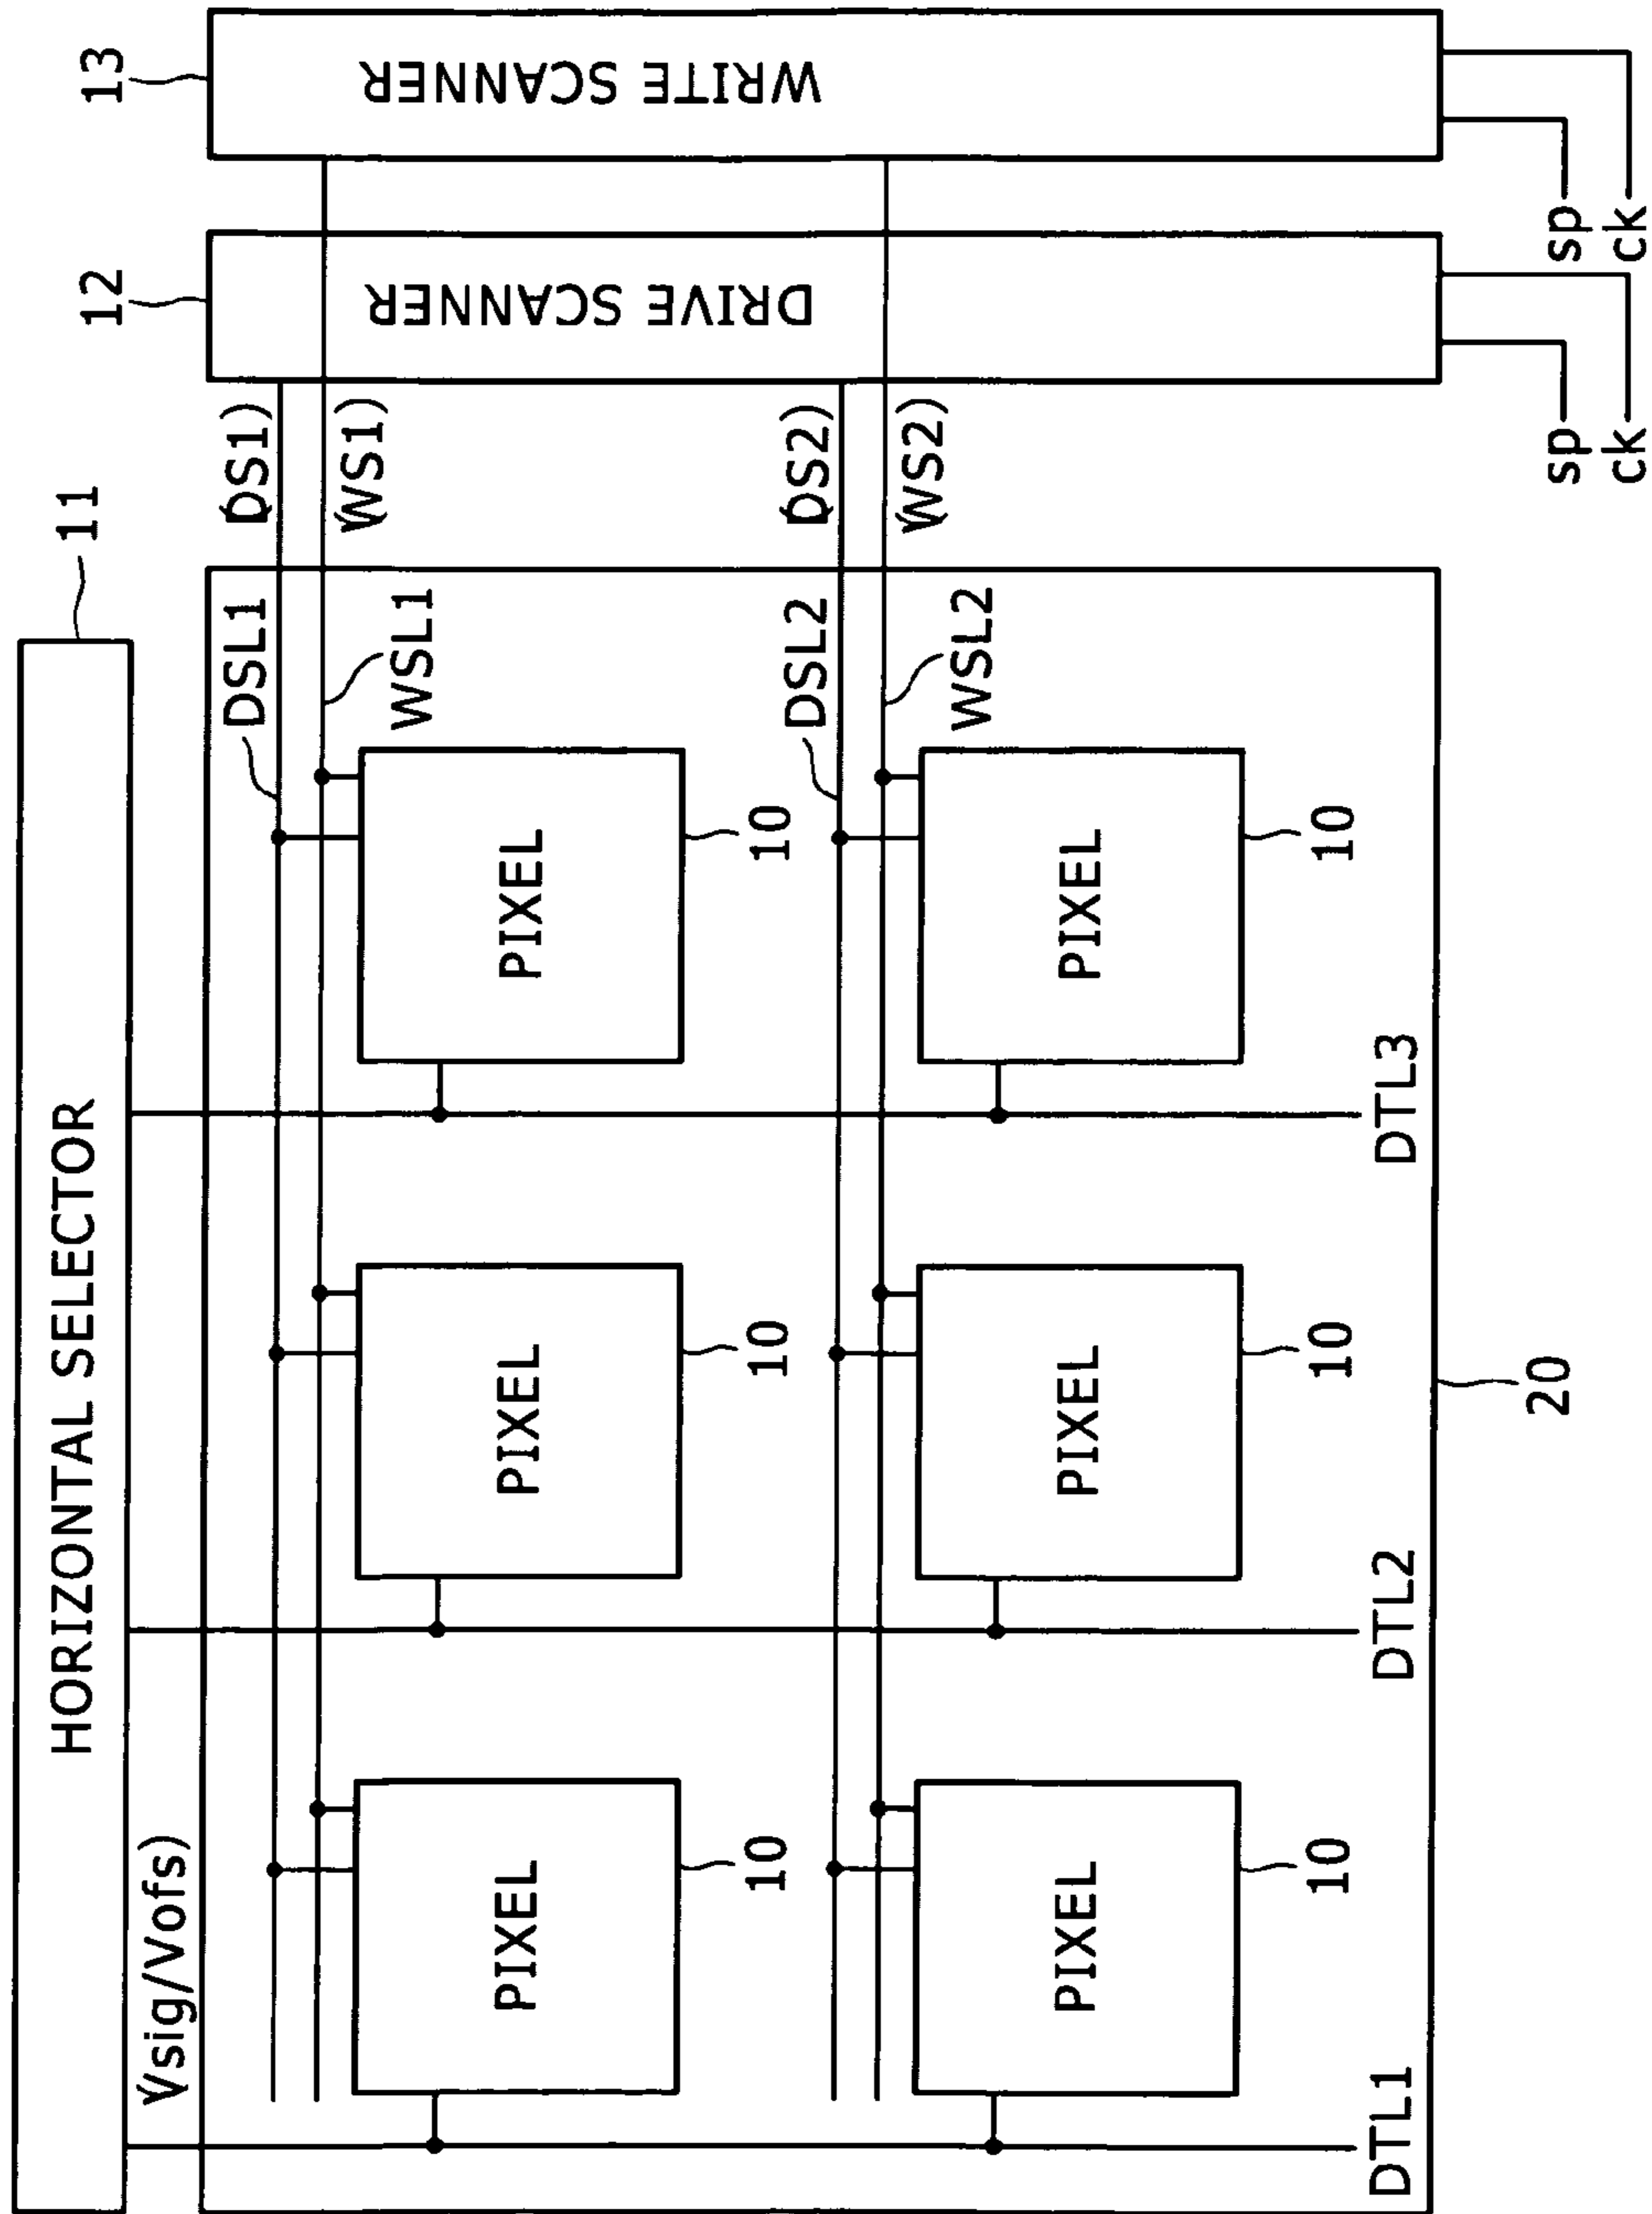 HORIZONTAL SELECTOR
11
12
13
(Vsig/Vofs)
DSL1
(DS1)
WSL1
(WS1)
DRIVE SCANNER
WRITE SCANNER
PIXEL
PIXEL
PIXEL
10
10
10
DSL2
(DS2)
WSL2
(WS2)
PIXEL
PIXEL
PIXEL
10
10
10
DTL1
DTL2
DTL3
20
sp
ck
sp
ck